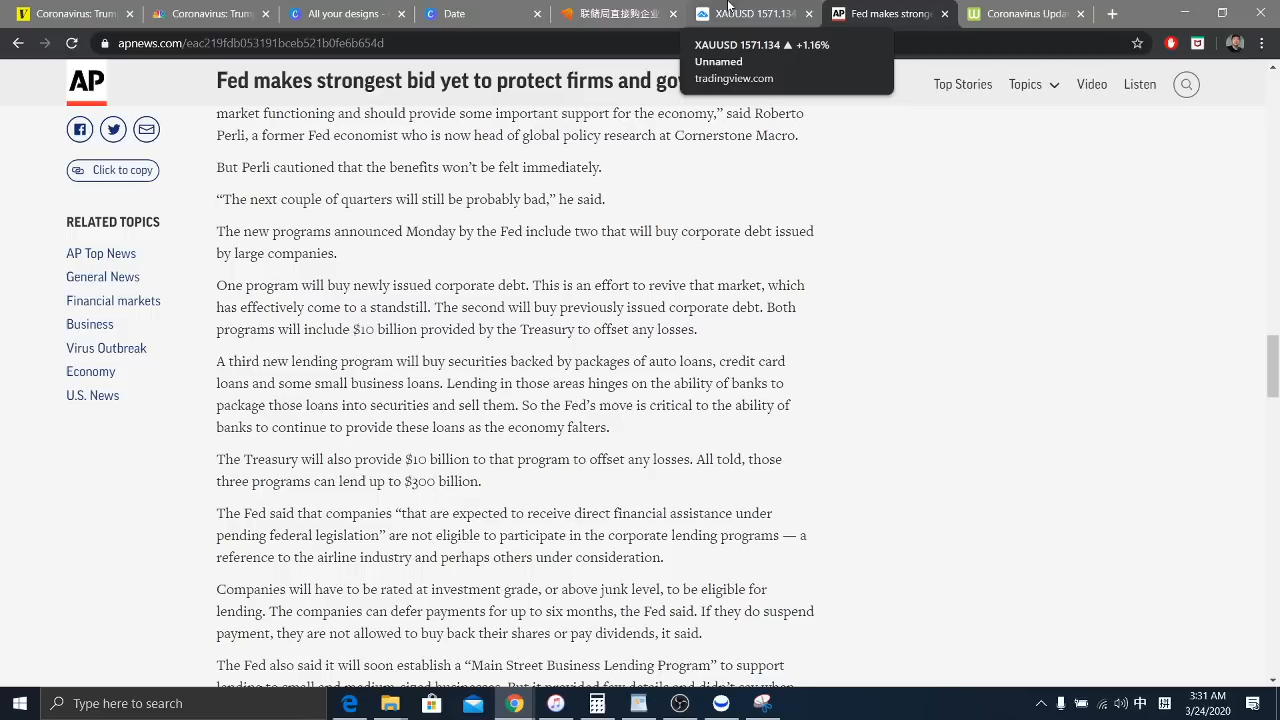 Coronavirus: Trum
Coronavirus: Trum
All your designs -
Date
联储局直接购企
XAUUSD 1571.134
Fed makes stronge
Coronavirus Upda
apnews.com/eac219fdb053191bceb521b0fe6b654d
XAUUSD 1571.134 ▲ +1.16%
Unnamed
tradingview.com
AP
Fed makes strongest bid yet to protect firms and gov
Top Stories
Topics
Video
Listen
market functioning and should provide some important support for the economy,” said Roberto
Perli, a former Fed economist who is now head of global policy research at Cornerstone Macro.
Click to copy
But Perli cautioned that the benefits won’t be felt immediately.
“The next couple of quarters will still be probably bad,” he said.
RELATED TOPICS
AP Top News
General News
Financial markets
Business
Virus Outbreak
Economy
U.S. News
The new programs announced Monday by the Fed include two that will buy corporate debt issued
by large companies.
One program will buy newly issued corporate debt. This is an effort to revive that market, which
has effectively come to a standstill. The second will buy previously issued corporate debt. Both
programs will include $10 billion provided by the Treasury to offset any losses.
A third new lending program will buy securities backed by packages of auto loans, credit card
loans and some small business loans. Lending in those areas hinges on the ability of banks to
package those loans into securities and sell them. So the Fed’s move is critical to the ability of
banks to continue to provide these loans as the economy falters.
The Treasury will also provide $10 billion to that program to offset any losses. All told, those
three programs can lend up to $300 billion.
The Fed said that companies “that are expected to receive direct financial assistance under
pending federal legislation” are not eligible to participate in the corporate lending programs — a
reference to the airline industry and perhaps others under consideration.
Companies will have to be rated at investment grade, or above junk level, to be eligible for
lending. The companies can defer payments for up to six months, the Fed said. If they do suspend
payment, they are not allowed to buy back their shares or pay dividends, it said.
The Fed also said it will soon establish a “Main Street Business Lending Program” to support
Type here to search
中
拼
3:31 AM
3/24/2020